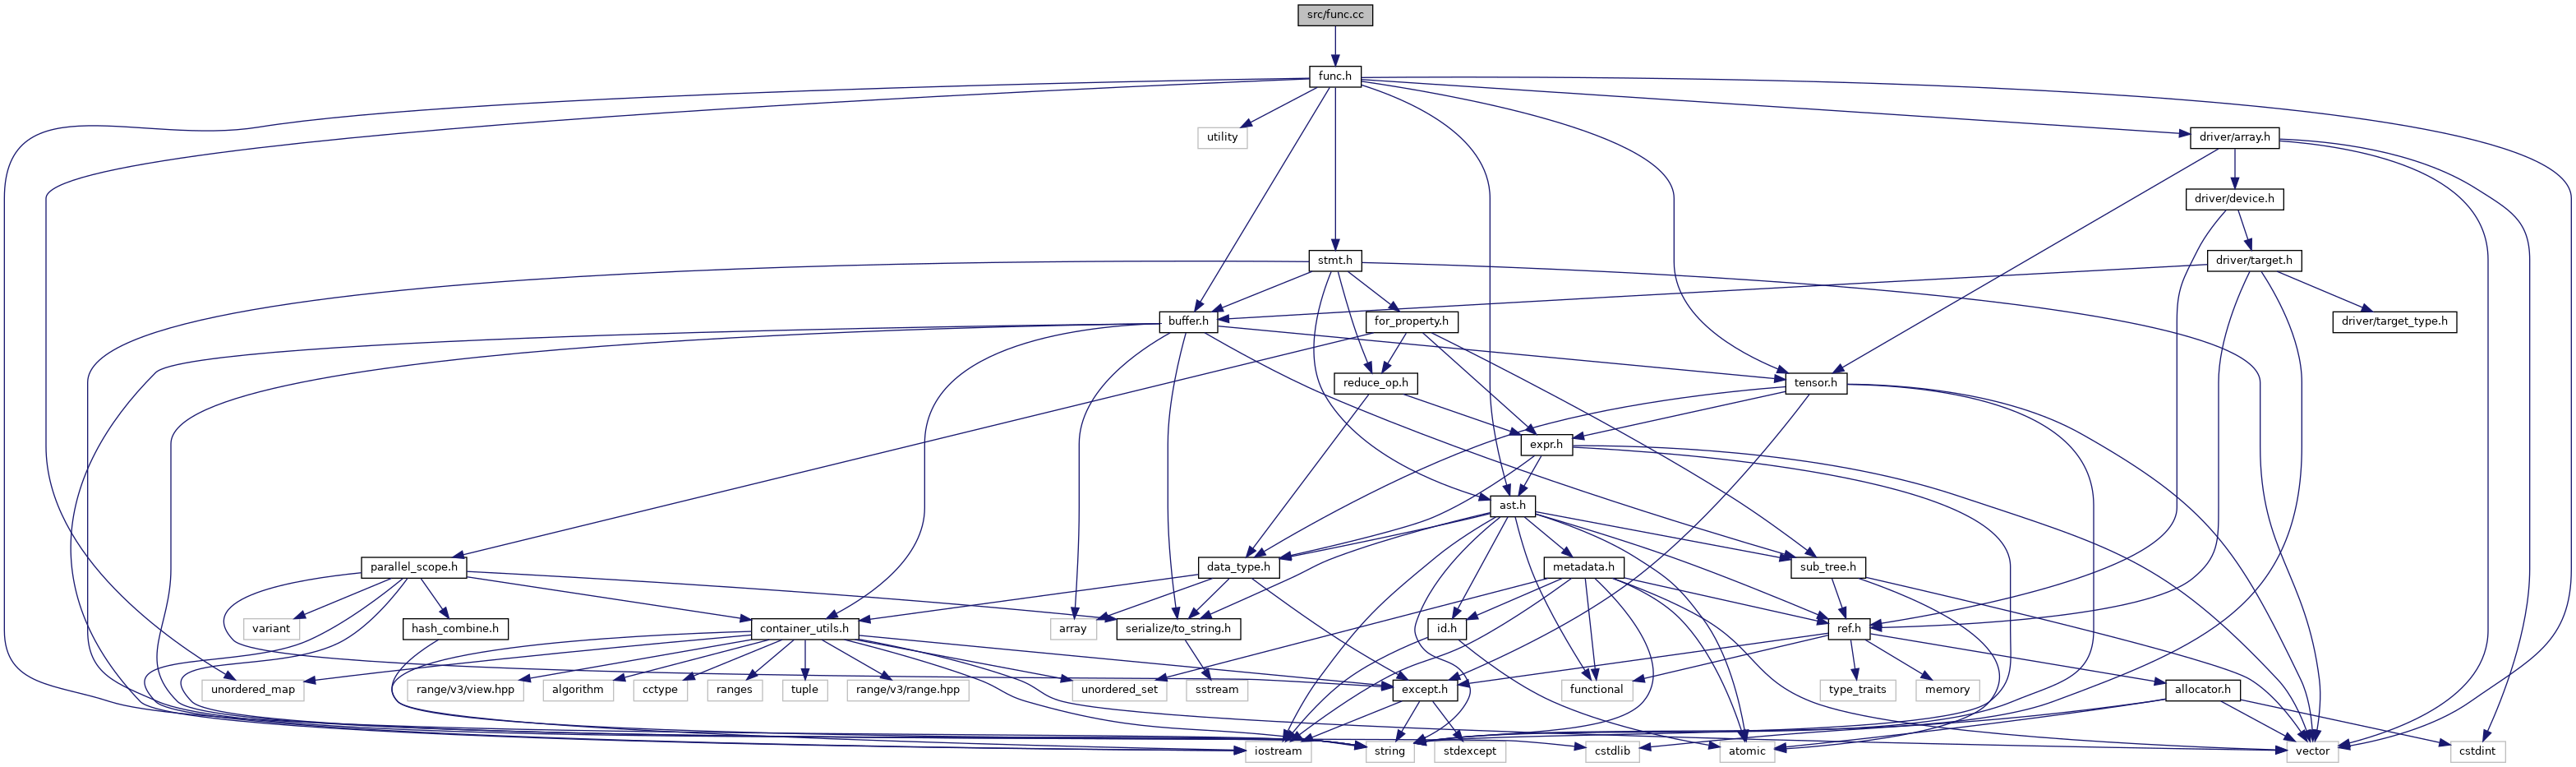 src/func.cc
func.h
utility
driver/array.h
driver/device.h
stmt.h
driver/target.h
buffer.h
for_property.h
driver/target_type.h
reduce_op.h
tensor.h
expr.h
ast.h
parallel_scope.h
data_type.h
metadata.h
sub_tree.h
variant
hash_combine.h
container_utils.h
array
serialize/to_string.h
id.h
ref.h
unordered_map
range/v3/view.hpp
algorithm
cctype
ranges
tuple
range/v3/range.hpp
unordered_set
sstream
except.h
functional
type_traits
memory
allocator.h
iostream
string
stdexcept
cstdlib
atomic
vector
cstdint